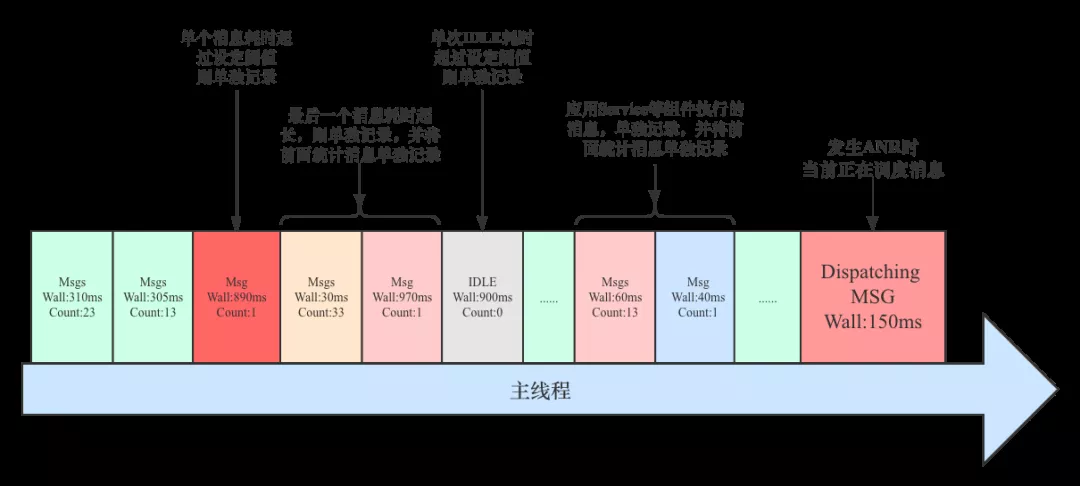 单个消息耗时超
过设定阈值
则单独记录
单次IDLE耗时
超过设定阈值
则单独记录
最后一个消息耗时超
长，则单独记录，并将
前面统计消息单独记录
应用Service等组件执行的
消息，单独记录，并将前
面统计消息单独记录
发生ANR时
当前正在调度消息
Msgs
Wall:310ms
Count:23
Msgs
Wall:305ms
Count:13
Msg
Wall:890ms
Count:1
Msgs
Wall:30ms
Count:33
Msg
Wall:970ms
Count:1
IDLE
Wall:900ms
Count:0
......
Msgs
Wall:60ms
Count:13
Msg
Wall:40ms
Count:1
......
Dispatching
MSG
Wall:150ms
主线程